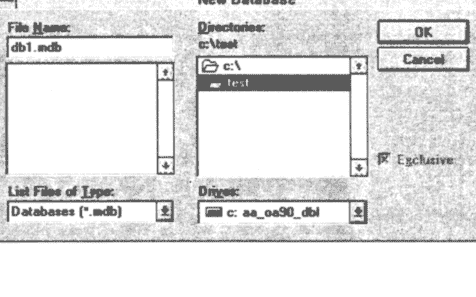 New Database
File Name:
db1.mdb
Directories:
c:\test
c:\
test
OK
Cancel
Exclusive
List Files of Type:
Databases (*.mdb)
Drives:
c: aa_oa90_dbl